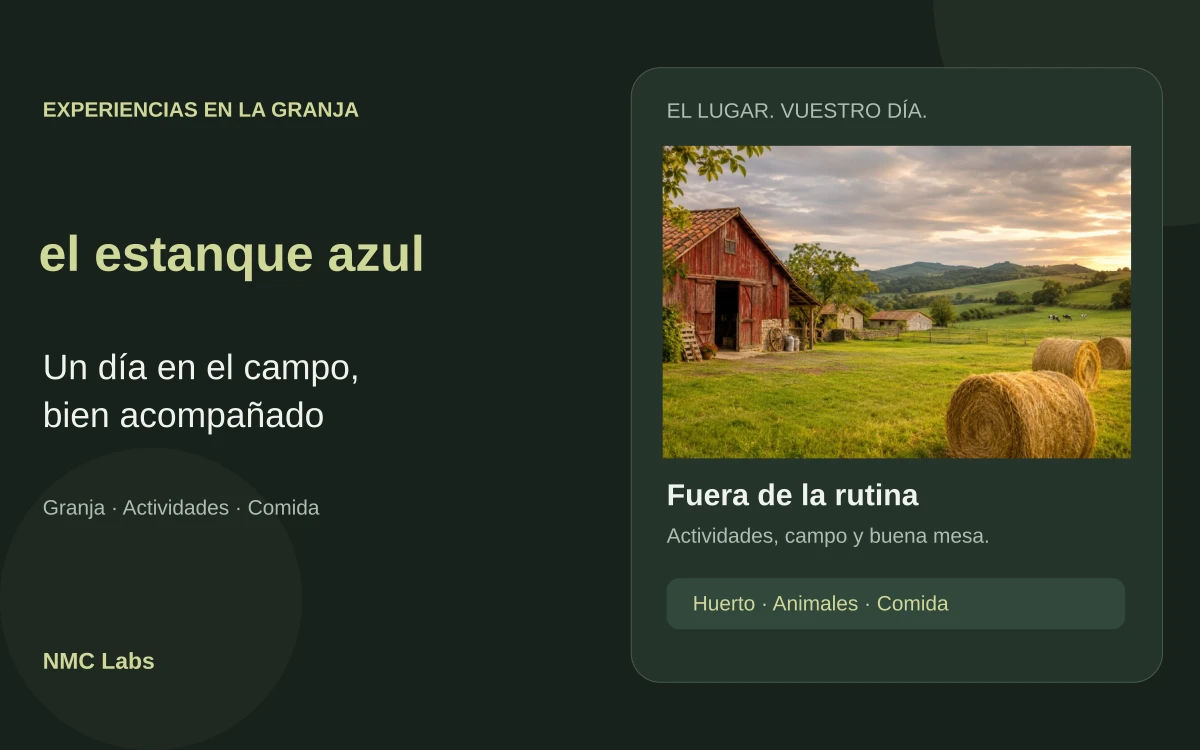 EXPERIENCIAS EN LA GRANJA
el estanque azul
Un día en el campo,
bien acompañado
Granja · Actividades · Comida
NMC Labs
EL LUGAR. VUESTRO DÍA.
Fuera de la rutina
Actividades, campo y buena mesa.
Huerto · Animales · Comida